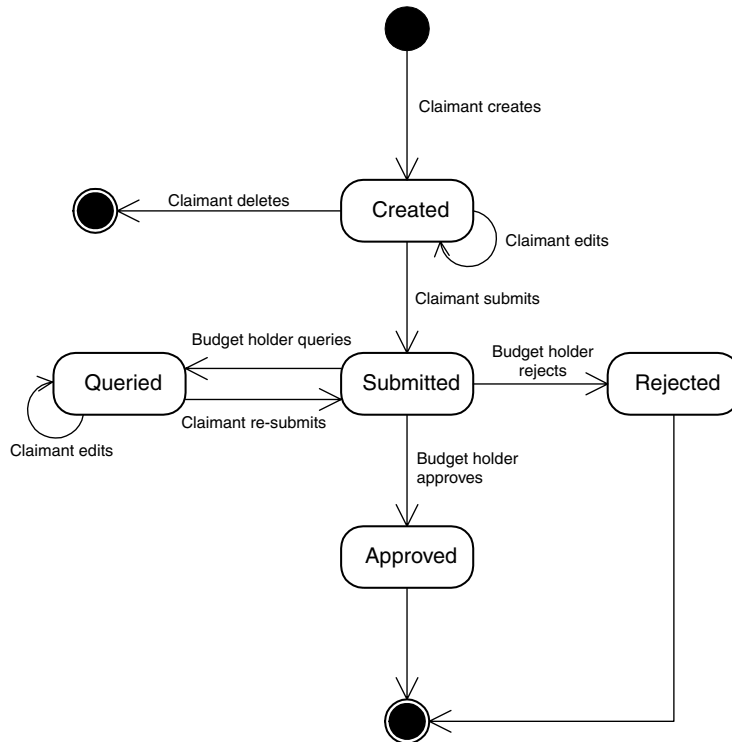 Claimant creates
Claimant deletes
Created
Claimant edits
Claimant submits
Budget holder queries
Budget holder
rejects
Queried
Submitted
Rejected
Claimant re-submits
Claimant edits
Budget holder
approves
Approved